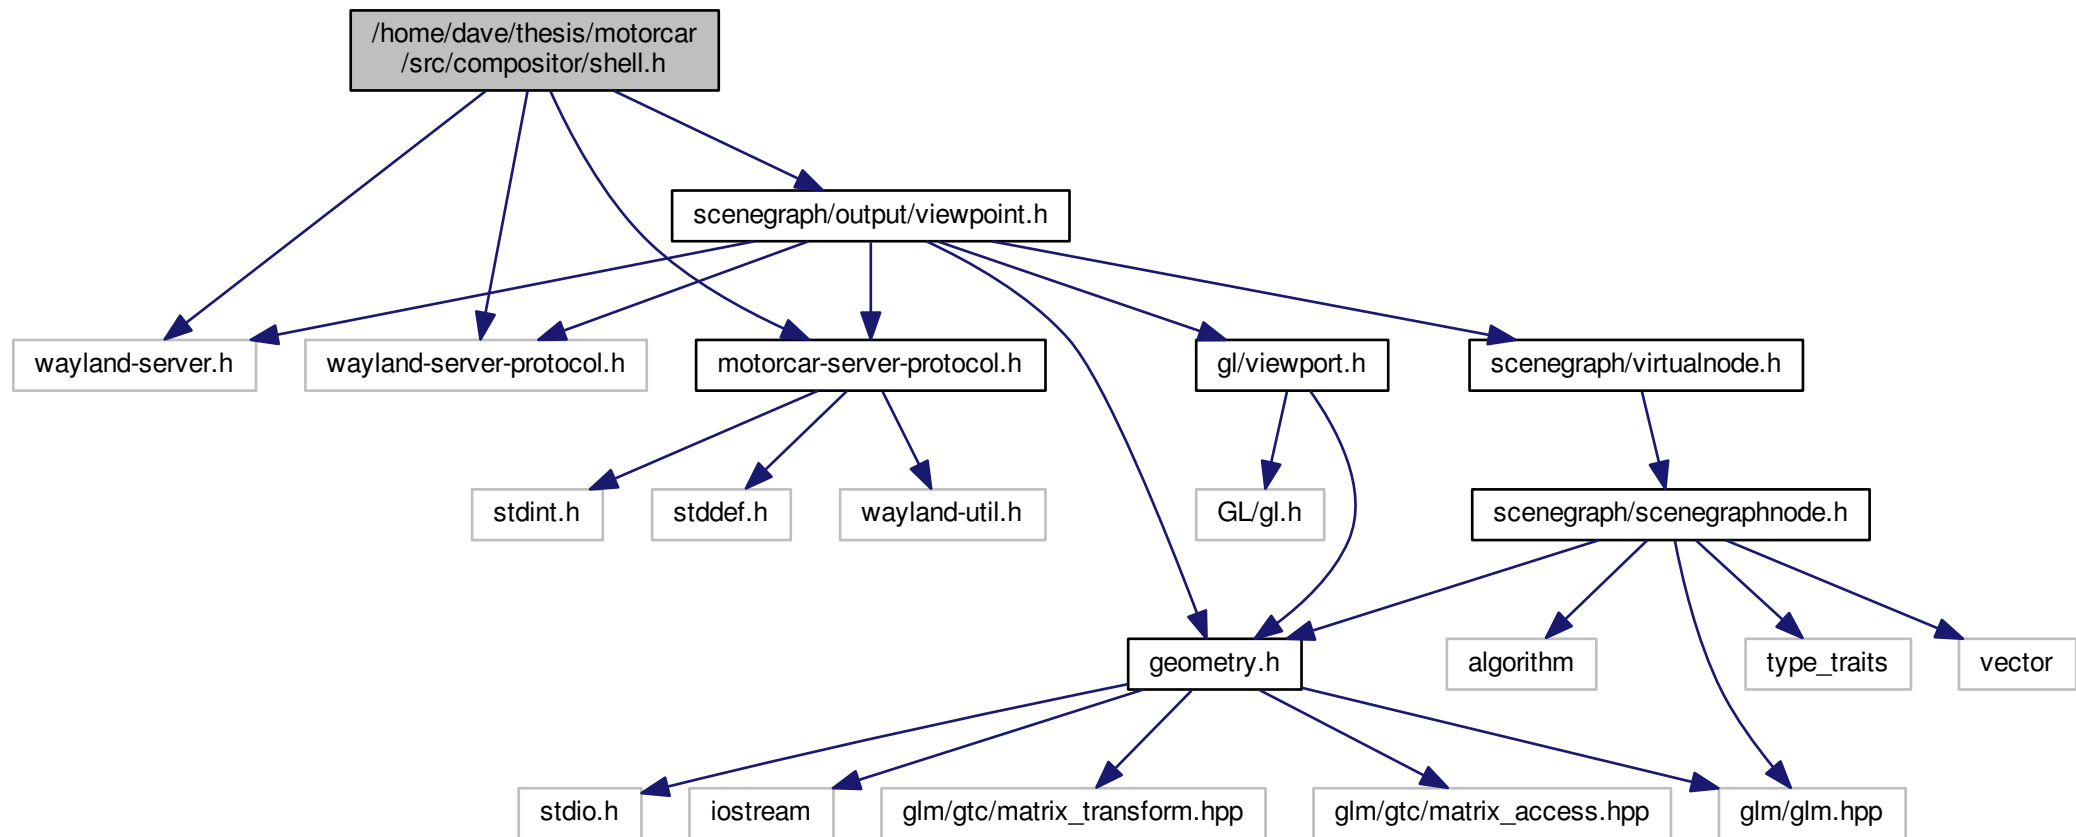 /home/dave/thesis/motorcar
/src/compositor/shell.h
scenegraph/output/viewpoint.h
wayland-server.h
wayland-server-protocol.h
motorcar-server-protocol.h
gl/viewport.h
scenegraph/virtualnode.h
stdint.h
stddef.h
wayland-util.h
GL/gl.h
scenegraph/scenegraphnode.h
geometry.h
algorithm
type_traits
vector
stdio.h
iostream
glm/gtc/matrix_transform.hpp
glm/gtc/matrix_access.hpp
glm/glm.hpp